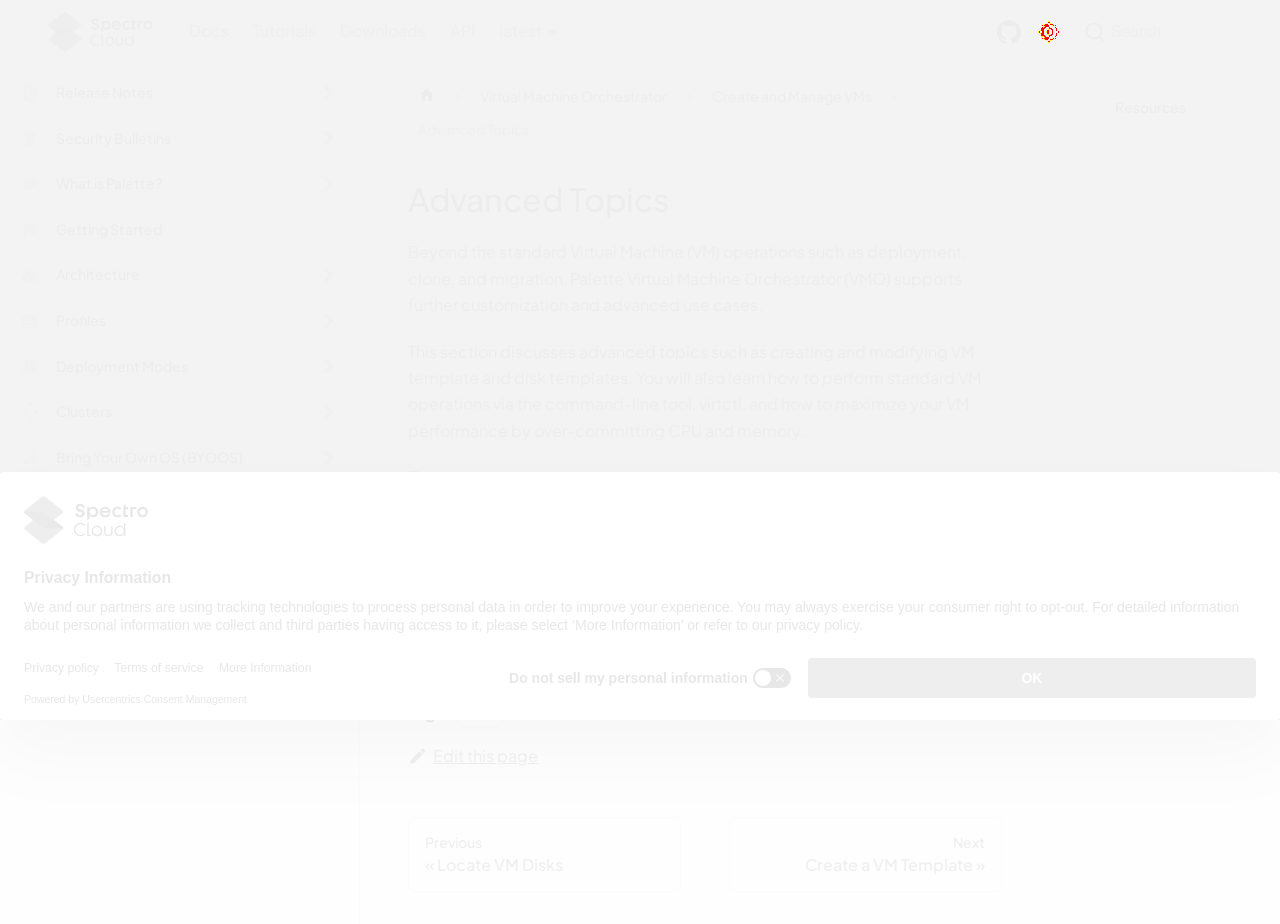 Spectro Cloud
Docs Tutorials Downloads API latest
Search
Release Notes
Security Bulletins
What is Palette?
Getting Started
Architecture
Profiles
Deployment Modes
Clusters
Bring Your Own OS (BYOOS)
Virtual Machine Orchestrator
Create and Manage VMs
Advanced Topics
Resources
Advanced Topics
Beyond the standard Virtual Machine (VM) operations such as deployment,
clone, and migration, Palette Virtual Machine Orchestrator (VMO) supports
further customization and advanced use cases.
This section discusses advanced topics such as creating and modifying VM
template and disk templates. You will also learn how to perform standard VM
operations via the command-line tool, virtctl, and how to maximize your VM
performance by over-committing CPU and memory.
Spectro
Cloud
Privacy Information
We and our partners are using tracking technologies to process personal data in order to improve your experience. You may always exercise your consumer right to opt-out. For detailed information
about personal information we collect and third parties having access to it, please select ‘More Information’ or refer to our privacy policy.
Privacy policy Terms of service More Information
Do not sell my personal information
OK
Powered by Usercentrics Consent Management
Edit this page
Previous
« Locate VM Disks
Next
Create a VM Template »